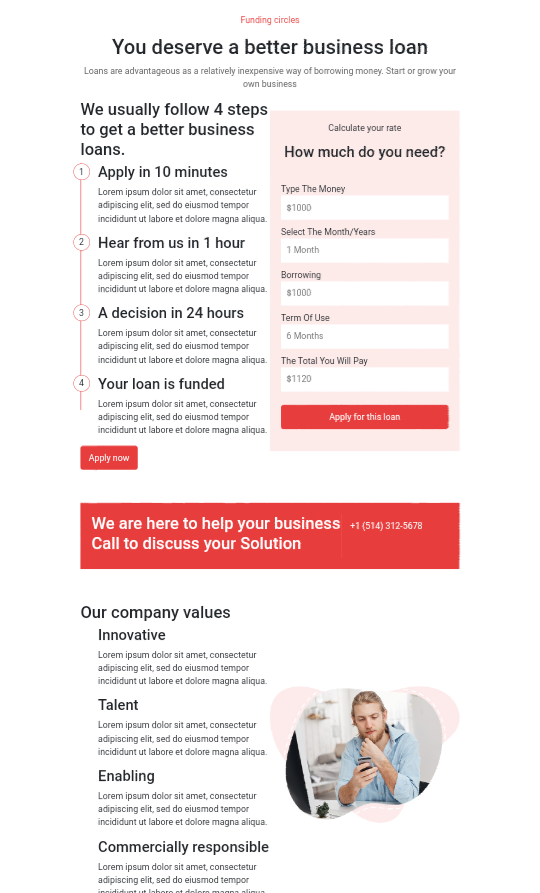 Funding circles
You deserve a better business loan
Loans are advantageous as a relatively inexpensive way of borrowing money. Start or grow your
own business
We usually follow 4 steps
to get a better business
loans.
1
Apply in 10 minutes
Lorem ipsum dolor sit amet, consectetur
adipiscing elit, sed do eiusmod tempor
incididunt ut labore et dolore magna aliqua.
2
Hear from us in 1 hour
Lorem ipsum dolor sit amet, consectetur
adipiscing elit, sed do eiusmod tempor
incididunt ut labore et dolore magna aliqua.
3
A decision in 24 hours
Lorem ipsum dolor sit amet, consectetur
adipiscing elit, sed do eiusmod tempor
incididunt ut labore et dolore magna aliqua.
4
Your loan is funded
Lorem ipsum dolor sit amet, consectetur
adipiscing elit, sed do eiusmod tempor
incididunt ut labore et dolore magna aliqua.
Apply now
Calculate your rate
How much do you need?
Type The Money
$1000
Select The Month/Years
1 Month
Borrowing
$1000
Term Of Use
6 Months
The Total You Will Pay
$1120
Apply for this loan
We are here to help your business
Call to discuss your Solution
+1 (514) 312-5678
Our company values
Innovative
Lorem ipsum dolor sit amet, consectetur
adipiscing elit, sed do eiusmod tempor
incididunt ut labore et dolore magna aliqua.
Talent
Lorem ipsum dolor sit amet, consectetur
adipiscing elit, sed do eiusmod tempor
incididunt ut labore et dolore magna aliqua.
Enabling
Lorem ipsum dolor sit amet, consectetur
adipiscing elit, sed do eiusmod tempor
incididunt ut labore et dolore magna aliqua.
Commercially responsible
Lorem ipsum dolor sit amet, consectetur
adipiscing elit, sed do eiusmod tempor
incididunt ut labore et dolore magna aliqua.